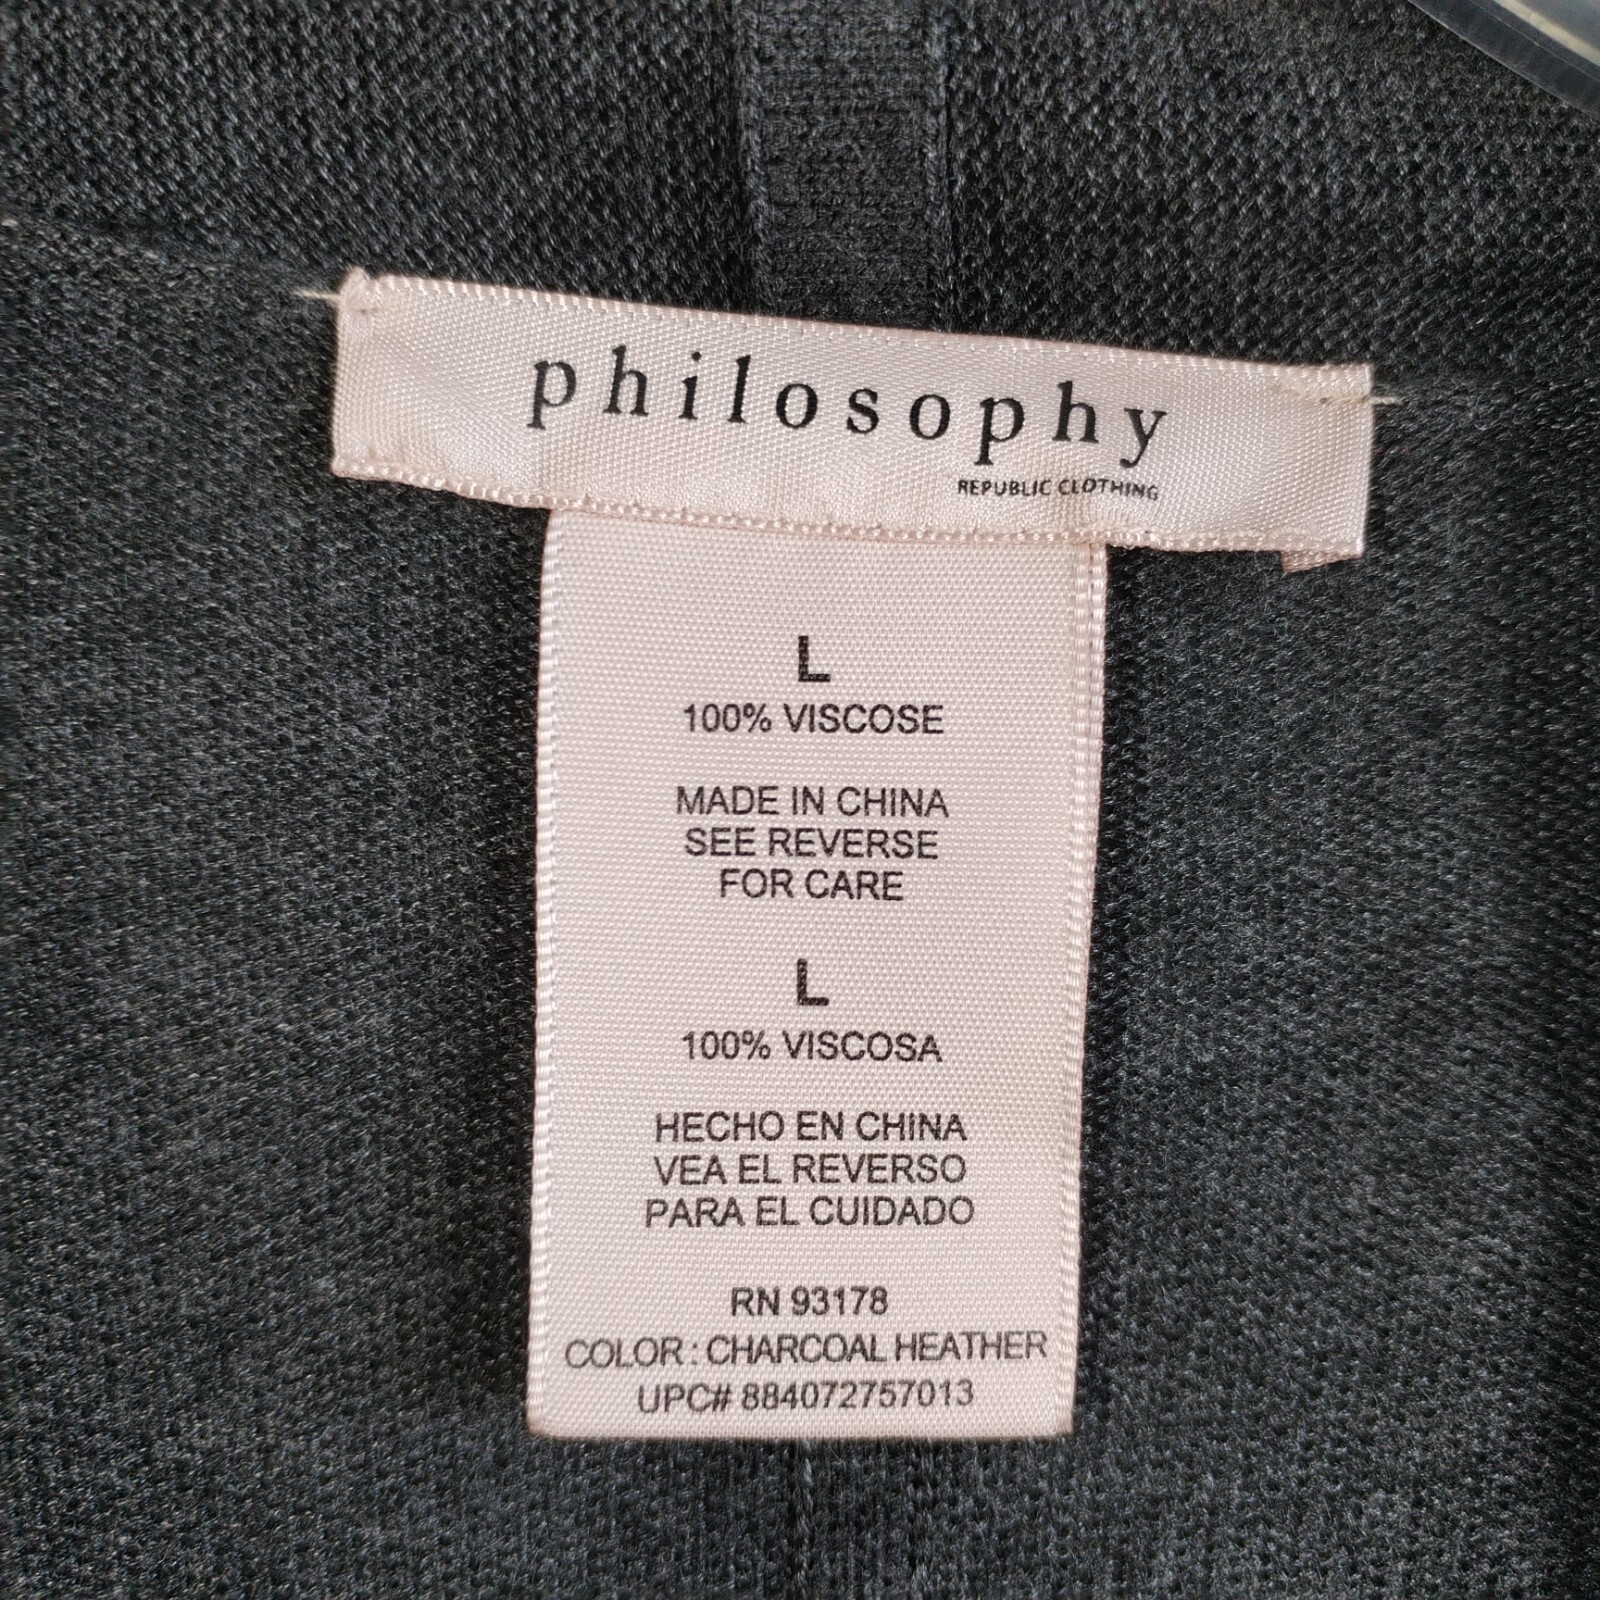 philosophy
REPUBLIC CLOTHING
L
100% VISCOSE
MADE IN CHINA
SEE REVERSE
FOR CARE
L
100% VISCOSA
HECHO EN CHINA
VEA EL REVERSO
PARA EL CUIDADO
RN 93178
COLOR : CHARCOAL HEATHER
UPC# 884072757013